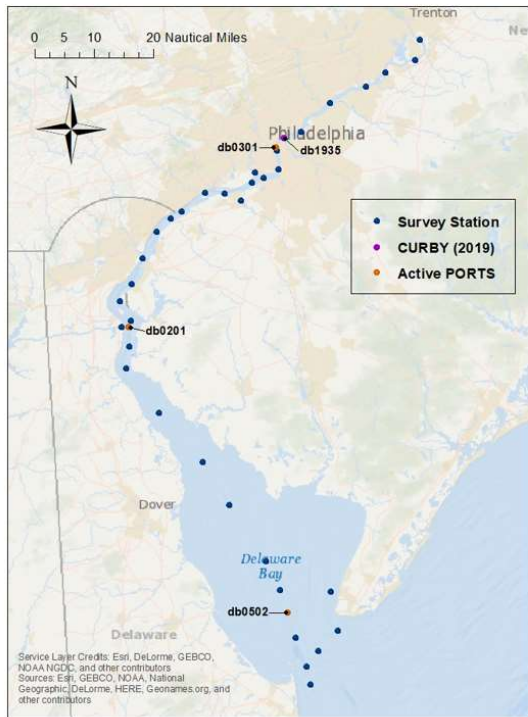 Trenton
0 5 10 20 Nautical Miles
Ne
N
Philadelphia
db0301
db1935
Survey Station
CURBY (2019)
Active PORTS
db0201
Dover
Delaware
Bay
db0502
Delaware
Service Layer Credits: Esri, DeLorme, GEBCO,
NOAA NGDC, and other contributors
Sources: Esri, GEBCO, NOAA, National
Geographic, DeLorme, HERE, Geonames.org, and
other contributors